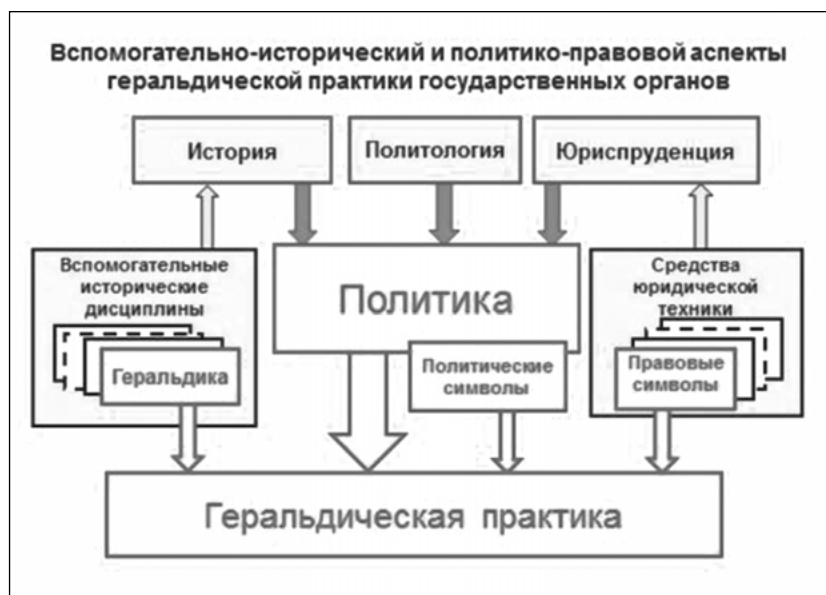 Вспомогательно-исторический и политико-правовой аспекты
геральдической практики государственных органов
История
Политология
Юриспруденция
Вспомогательные
исторические
дисциплины
Геральдика
Политика
Политические
символы
Средства
юридической
техники
Правовые
символы
Геральдическая практика